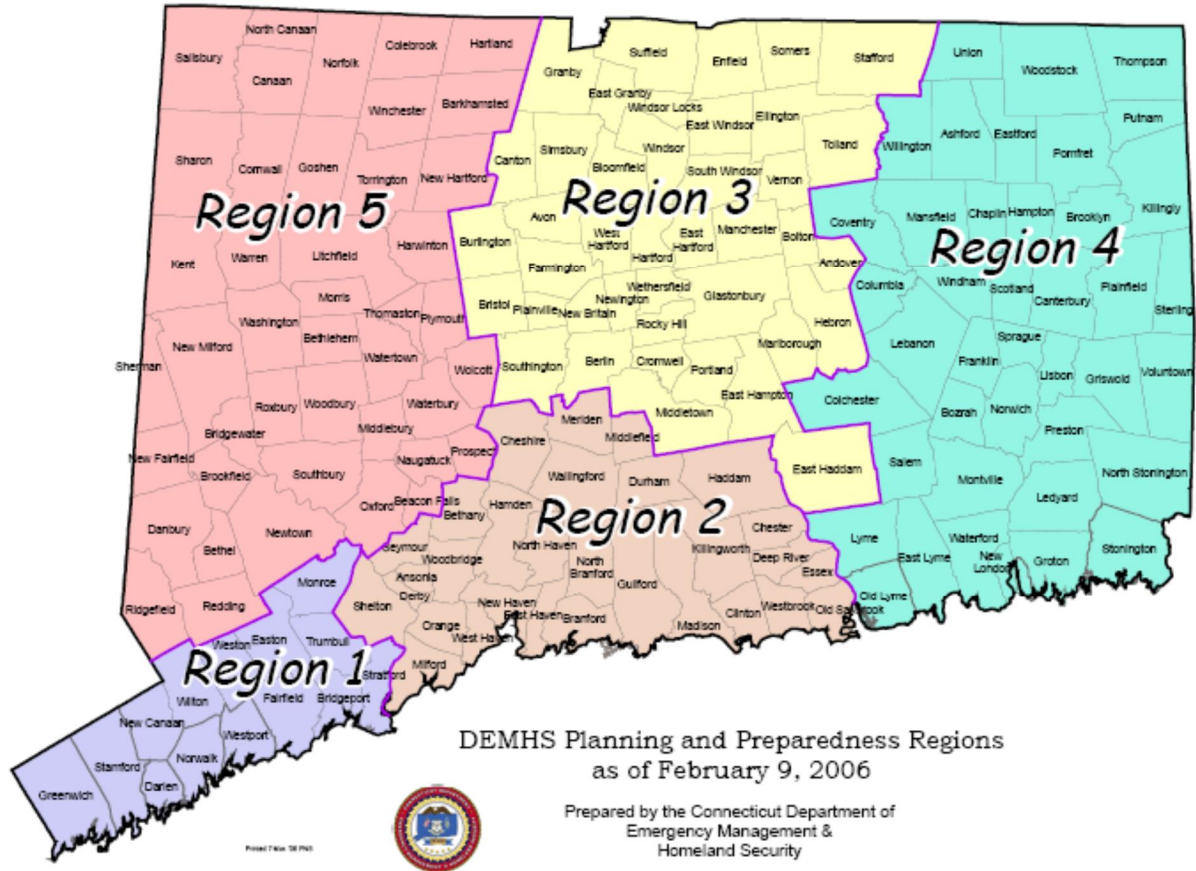 North Canaan
Colebrook
Hartland
Salisbury
Norfolk
Canaan
Winchester
Barkhamsted
Sharon
Cornwall
Goshen
Torrington
New Hartford
Region 5
Harwinton
Kent
Warren
Litchfield
Morris
Thomaston
Plymouth
Washington
Bethlehem
New Milford
Watertown
Sherman
Wolcott
Roxbury
Woodbury
Waterbury
Middlebury
Bridgewater
New Fairfield
Prospect
Naugatuck
Brookfield
Southbury
Oxford
Beacon Falls
Danbury
Newtown
Bethel
Ridgefield
Redding
Suffield
Enfield
Somers
Stafford
Granby
East Granby
Windsor Locks
East Windsor
Ellington
Tolland
Simsbury
Windsor
Canton
Bloomfield
South Windsor
Vernon
Region 3
Avon
West
Hartford
East
Hartford
Manchester
Bolton
Burlington
Hartford
Farmington
Andover
Wethersfield
Newington
Glastonbury
Bristol
Plainville
New Britain
Rocky Hill
Hebron
Marlborough
Southington
Berlin
Cromwell
Portland
East Hampton
Middletown
East Haddam
Union
Woodstock
Thompson
Putnam
Willington
Ashford
Eastford
Pomfret
Coventry
Mansfield
Chaplin
Hampton
Brooklyn
Killingly
Region 4
Columbia
Windham
Scotland
Canterbury
Plainfield
Sterling
Lebanon
Sprague
Franklin
Lisbon
Griswold
Voluntown
Colchester
Bozrah
Norwich
Preston
Salem
Montville
North Stonington
Ledyard
Lyme
East Lyme
Waterford
New
London
Groton
Stonington
Old Lyme
Meriden
Cheshire
Middlefield
Wallingford
Durham
Haddam
Hamden
Bethany
Region 2
Chester
Seymour
Woodbridge
North Haven
Killingworth
Deep River
North
Branford
Essex
Ansonia
Derby
Guilford
Shelton
New Haven
East Haven
Branford
Clinton
Westbrook
Old Saybrook
Orange
West Haven
Madison
Milford
Monroe
Weston
Easton
Trumbull
Region 1
Stratford
Wilton
Fairfield
Bridgeport
New Canaan
Westport
Norwalk
Stamford
Darien
Greenwich
DEMHS Planning and Preparedness Regions
as of February 9, 2006
Prepared by the Connecticut Department of
Emergency Management &
Homeland Security